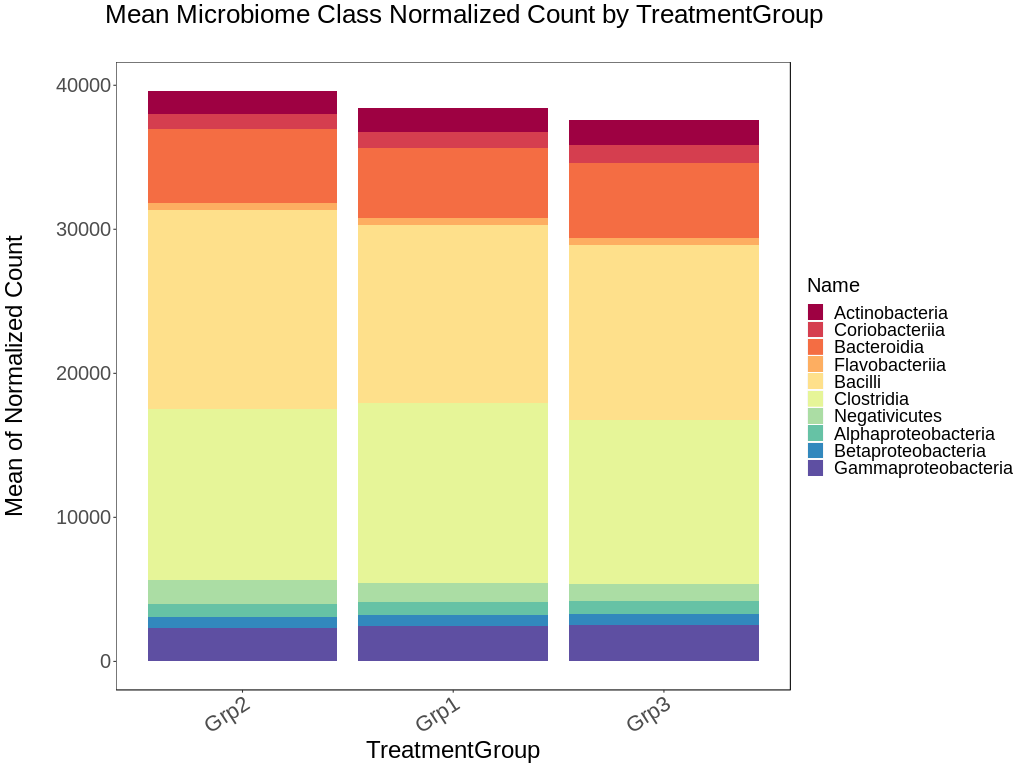 Mean Microbiome Class Normalized Count by TreatmentGroup
40000
30000
20000
10000
0
Mean of Normalized Count
Grp2
Grp1
Grp3
TreatmentGroup
Name
Actinobacteria
Coriobacteriia
Bacteroidia
Flavobacteriia
Bacilli
Clostridia
Negativicutes
Alphaproteobacteria
Betaproteobacteria
Gammaproteobacteria